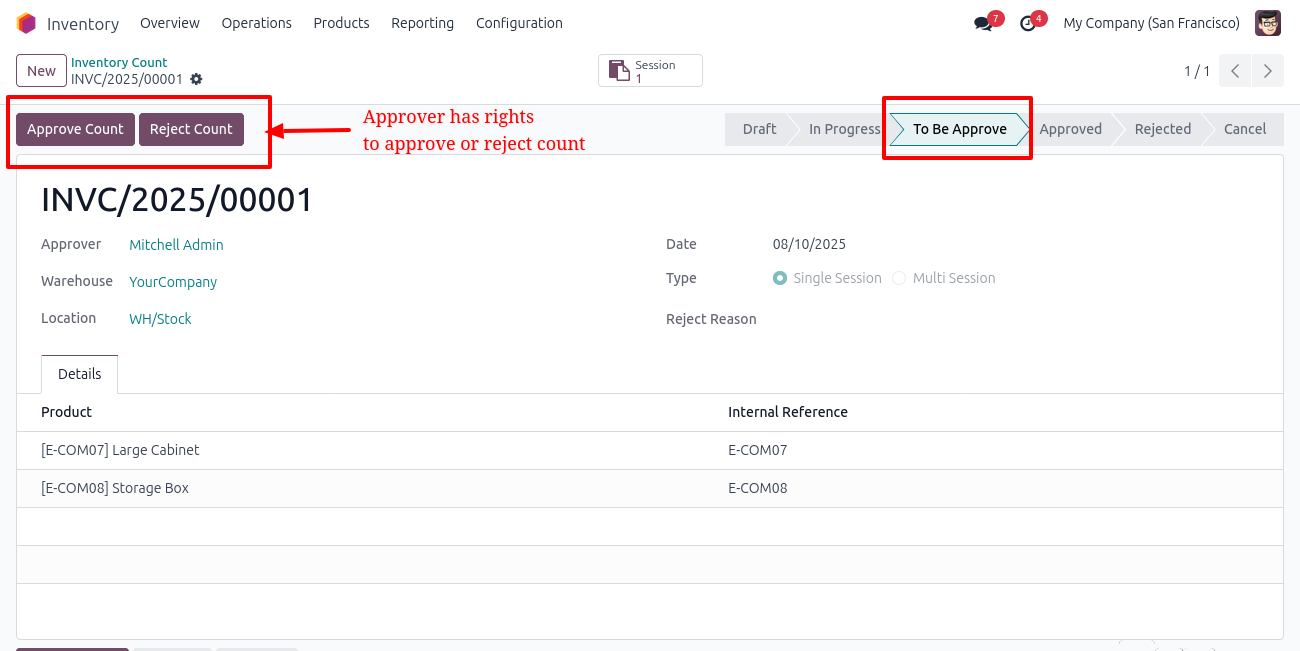 Inventory Overview Operations Products Reporting Configuration 7 4 My Company (San Francisco)
New Inventory Count Session 1 / 1
INVC/2025/00001 1
Approve Count Reject Count Approver has rights Draft In Progress To Be Approve Approved Rejected Cancel
to approve or reject count
INVC/2025/00001
Approver Mitchell Admin Date 08/10/2025
Warehouse YourCompany Type Single Session Multi Session
Location WH/Stock Reject Reason
Details
Product Internal Reference
[E-COM07] Large Cabinet E-COM07
[E-COM08] Storage Box E-COM08